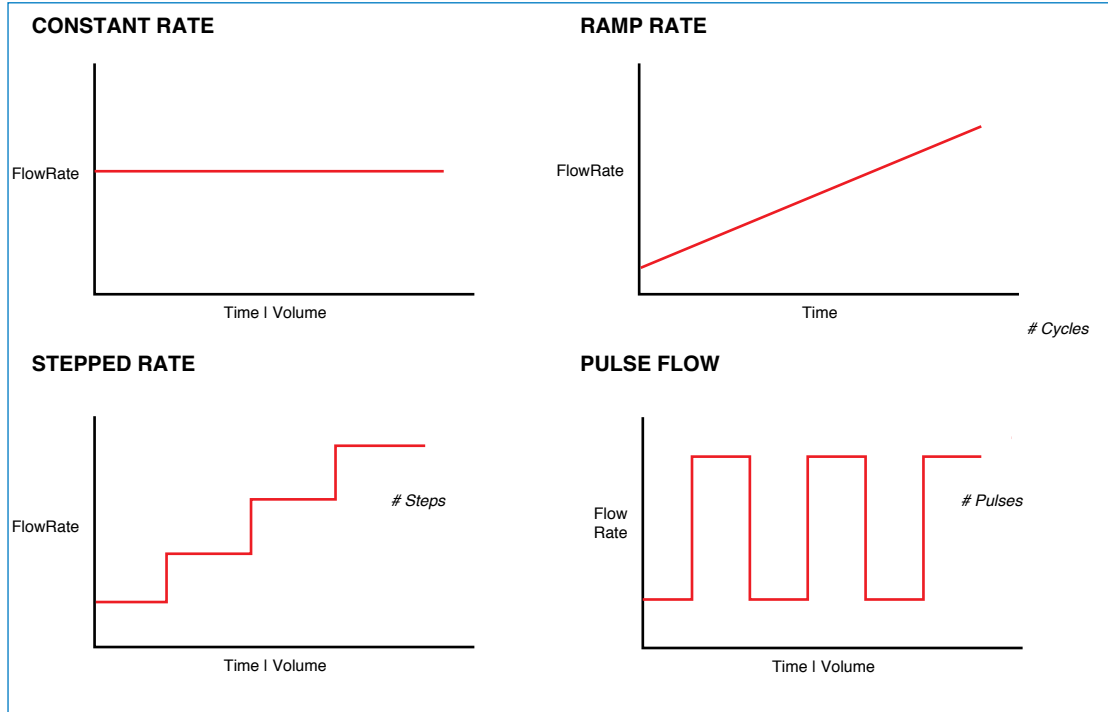 CONSTANT RATE
FlowRate
Time I Volume
RAMP RATE
FlowRate
Time
# Cycles
STEPPED RATE
FlowRate
# Steps
Time I Volume
PULSE FLOW
Flow
Rate
# Pulses
Time I Volume